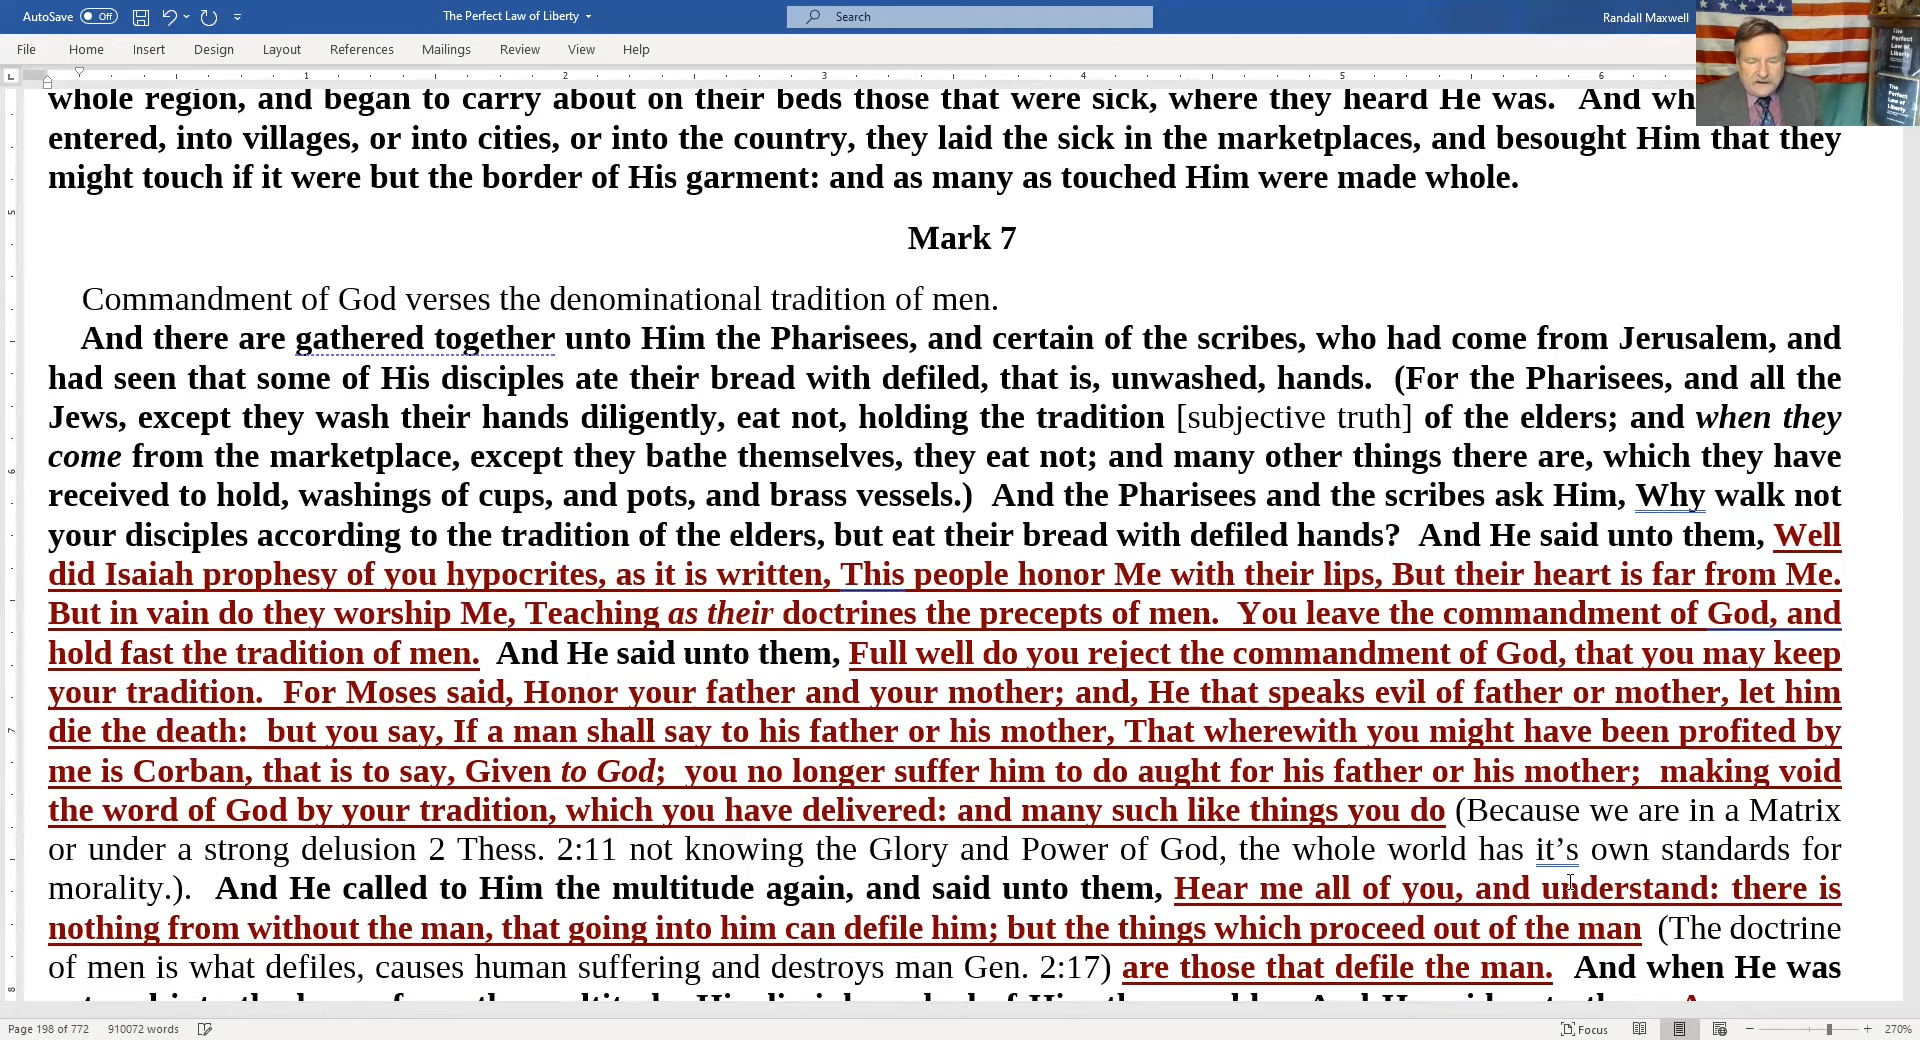 AutoSave Off The Perfect Law of Liberty Search Randall Maxwell
File Home Insert Design Layout References Mailings Review View Help
1 2 3 4 5 6
The Perfect Law of Liberty
The Perfect Law of Liberty
whole region, and began to carry about on their beds those that were sick, where they heard He was. And
entered, into villages, or into cities, or into the country, they laid the sick in the marketplaces, and besought Him that they
might touch if it were but the border of His garment: and as many as touched Him were made whole.
Mark 7
Commandment of God verses the denominational tradition of men.
And there are gathered together unto Him the Pharisees, and certain of the scribes, who had come from Jerusalem, and
had seen that some of His disciples ate their bread with defiled, that is, unwashed, hands. (For the Pharisees, and all the
Jews, except they wash their hands diligently, eat not, holding the tradition [subjective truth] of the elders; and when they
come from the marketplace, except they bathe themselves, they eat not; and many other things there are, which they have
received to hold, washings of cups, and pots, and brass vessels.) And the Pharisees and the scribes ask Him, Why walk not
your disciples according to the tradition of the elders, but eat their bread with defiled hands? And He said unto them, Well
did Isaiah prophesy of you hypocrites, as it is written, This people honor Me with their lips, But their heart is far from Me.
But in vain do they worship Me, Teaching as their doctrines the precepts of men. You leave the commandment of God, and
hold fast the tradition of men. And He said unto them, Full well do you reject the commandment of God, that you may keep
your tradition. For Moses said, Honor your father and your mother; and, He that speaks evil of father or mother, let him
die the death: but you say, If a man shall say to his father or his mother, That wherewith you might have been profited by
me is Corban, that is to say, Given to God; you no longer suffer him to do aught for his father or his mother; making void
the word of God by your tradition, which you have delivered: and many such like things you do (Because we are in a Matrix
or under a strong delusion 2 Thess. 2:11 not knowing the Glory and Power of God, the whole world has it’s own standards for
morality.). And He called to Him the multitude again, and said unto them, Hear me all of you, and understand: there is
nothing from without the man, that going into him can defile him; but the things which proceed out of the man (The doctrine
of men is what defiles, causes human suffering and destroys man Gen. 2:17) are those that defile the man. And when He was
5
6
7
8
Page 198 of 772 910072 words Focus 270%